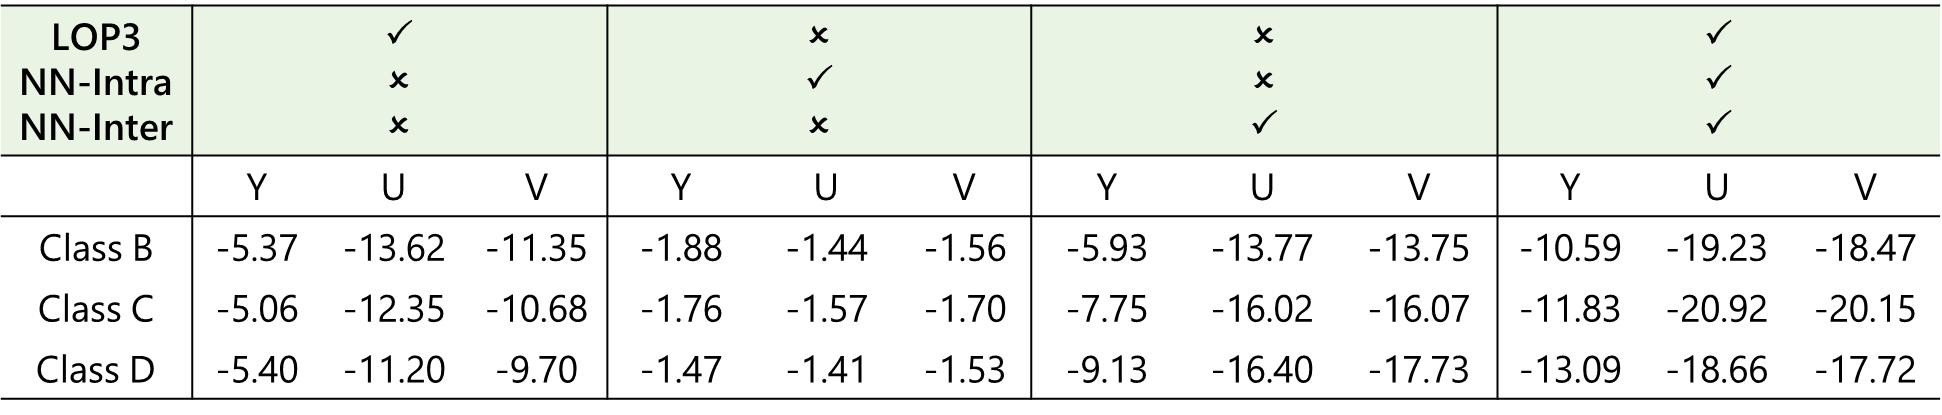 LOP3 ✓ × × ✓
NN-Intra × ✓ × ✓
NN-Inter × × ✓ ✓
Y U V Y U V Y U V Y U V
Class B -5.37 -13.62 -11.35 -1.88 -1.44 -1.56 -5.93 -13.77 -13.75 -10.59 -19.23 -18.47
Class C -5.06 -12.35 -10.68 -1.76 -1.57 -1.70 -7.75 -16.02 -16.07 -11.83 -20.92 -20.15
Class D -5.40 -11.20 -9.70 -1.47 -1.41 -1.53 -9.13 -16.40 -17.73 -13.09 -18.66 -17.72